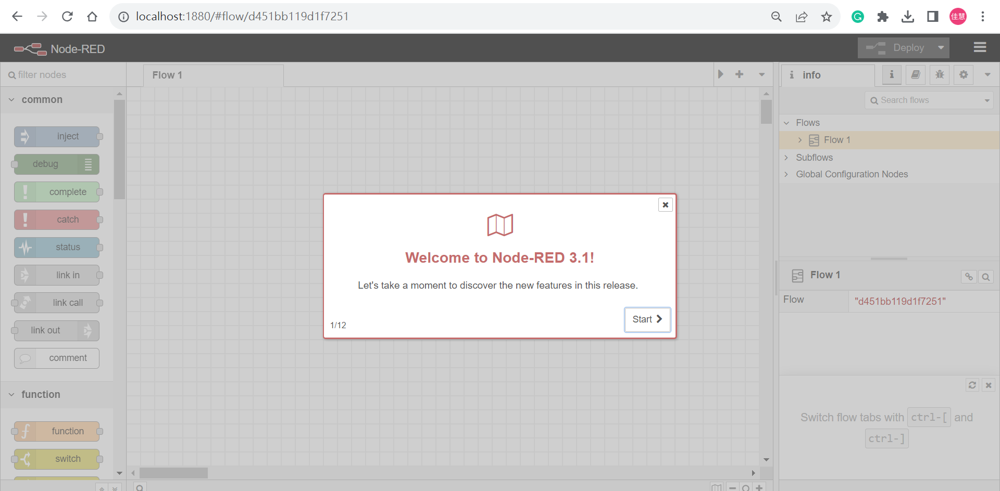 localhost:1880/#flow/d451bb119d1f7251
佳慧
Node-RED
Deploy
filter nodes
Flow 1
info
common
Search flows
Flows
Flow 1
Subflows
Global Configuration Nodes
inject
debug
complete
catch
status
link in
link call
link out
comment
function
function
switch
Welcome to Node-RED 3.1!
Let's take a moment to discover the new features in this release.
1/12
Start
Flow 1
Flow
"d451bb119d1f7251"
Switch flow tabs with ctrl-[ and
ctrl-]